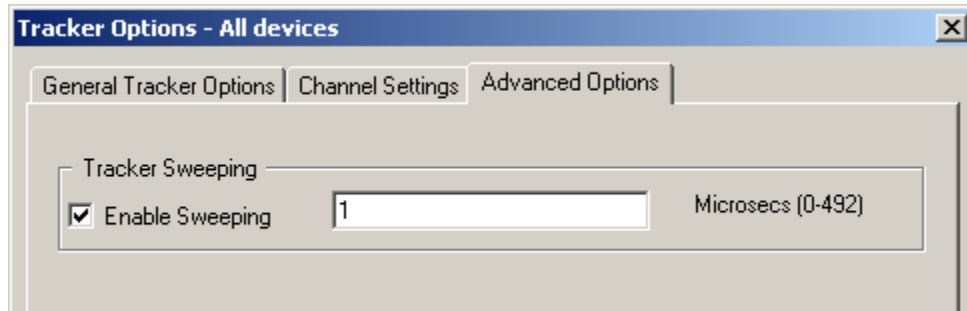 Tracker Options - All devices
General Tracker Options Channel Settings Advanced Options
Tracker Sweeping
Enable Sweeping 1 Microsecs (0-492)